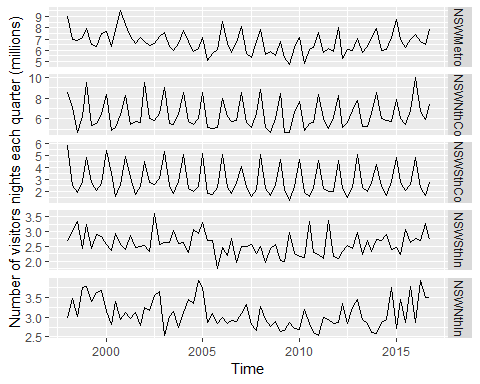 Number of visitors nights each quarter (millions)
9
8
7
6
5
NSWMetro
10
8
6
NSWNthCo
6
5
4
3
2
NSWSthCo
3.5
3.0
2.5
2.0
NSWSthIn
3.5
3.0
2.5
NSWNthIn
2000 2005 2010 2015
Time